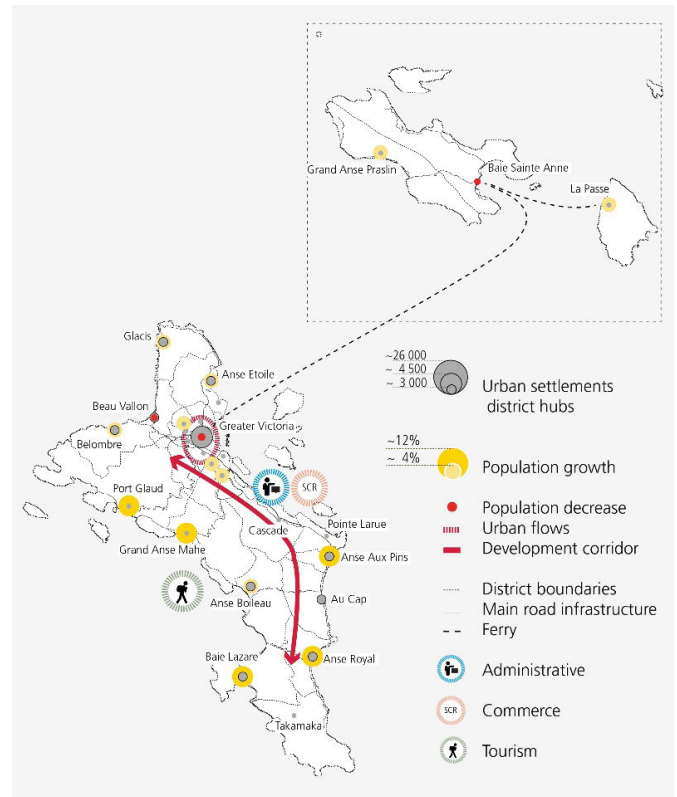 Grand Anse Praslin
Baie Sainte Anne
La Passe
Glacis
Anse Etoile
Beau Vallon
Greater Victoria
Belombre
Port Glaud
SCR
Grand Anse Mahe
Cascade
Pointe Larue
Anse Aux Pins
Anse Boileau
Au Cap
Baie Lazare
Anse Royal
Takamaka
~26 000
~ 4 500
~ 3 000
Urban settlements
district hubs
~12%
~ 4%
Population growth
Population decrease
Urban flows
Development corridor
District boundaries
Main road infrastructure
Ferry
Administrative
SCR
Commerce
Tourism